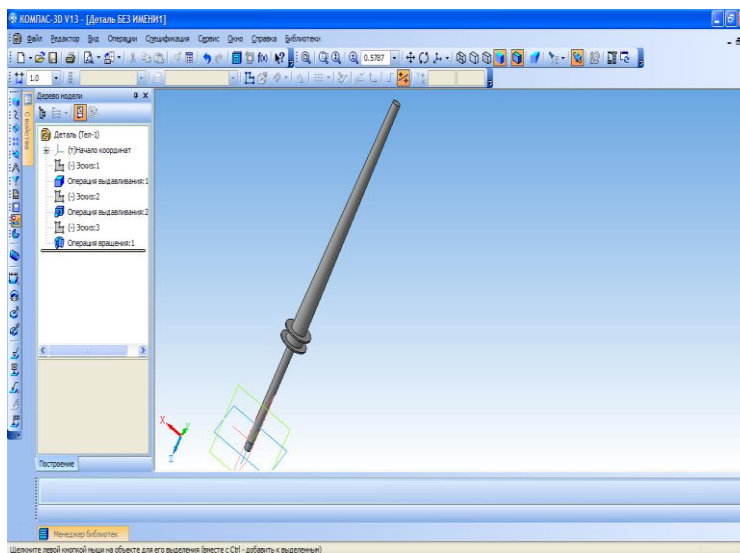 КОМПАС-3D V13 - [Деталь БЕЗ ИМЕНИ1]
Файл Редактор Вид Операции Спецификация Сервис Окно Справка Библиотеки
0.5787
1.0
Дерево модели
Свойства
Деталь (Тел-1)
(т)Начало координат
(-) Эскиз:1
Операция выдавливания:1
(-) Эскиз:2
Операция выдавливания:2
(-) Эскиз:3
Операция вращения:1
X
Y
Z
Построение
Менеджер библиотек
Щелкните левой кнопкой мыши на объекте для его выделения (вместе с Ctrl - добавить к выделенным)